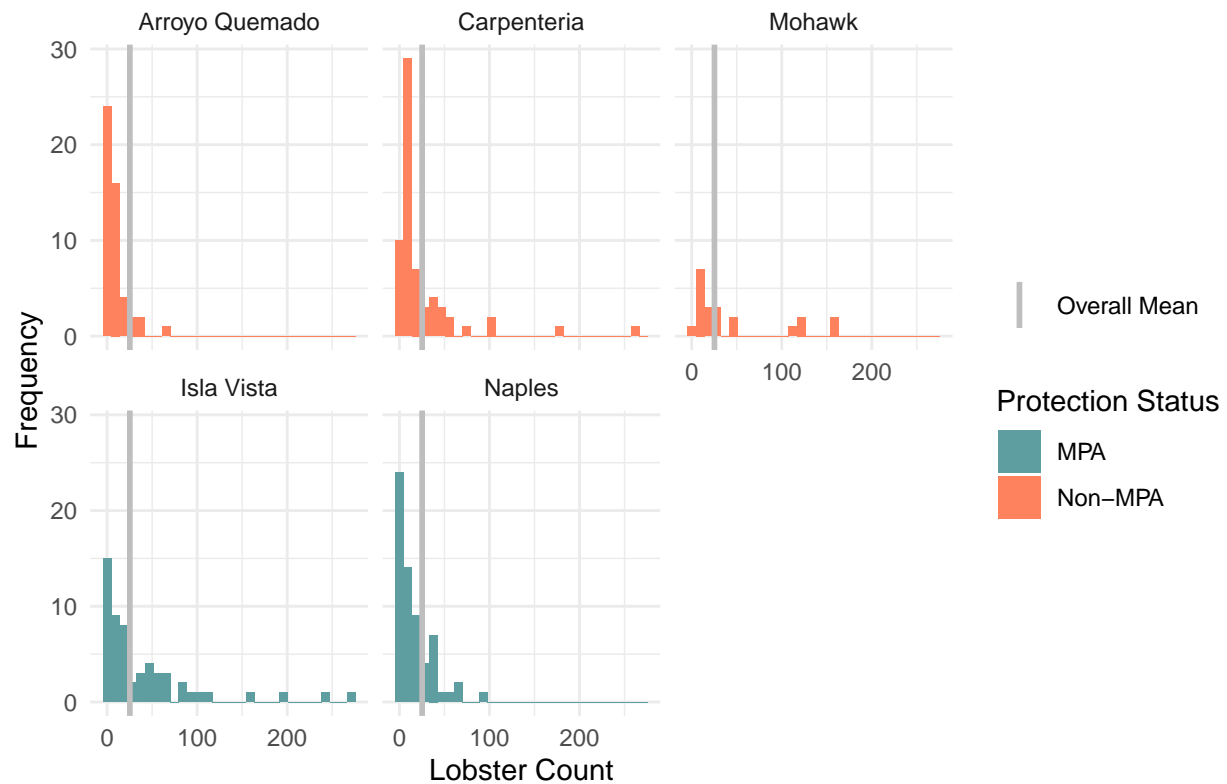 Arroyo Quemado
Carpenteria
Mohawk
30
20
10
0
0
100
200
Isla Vista
Naples
30
20
10
0
0
100
200
0
100
200
Frequency
Lobster Count
Overall Mean
Protection Status
MPA
Non−MPA